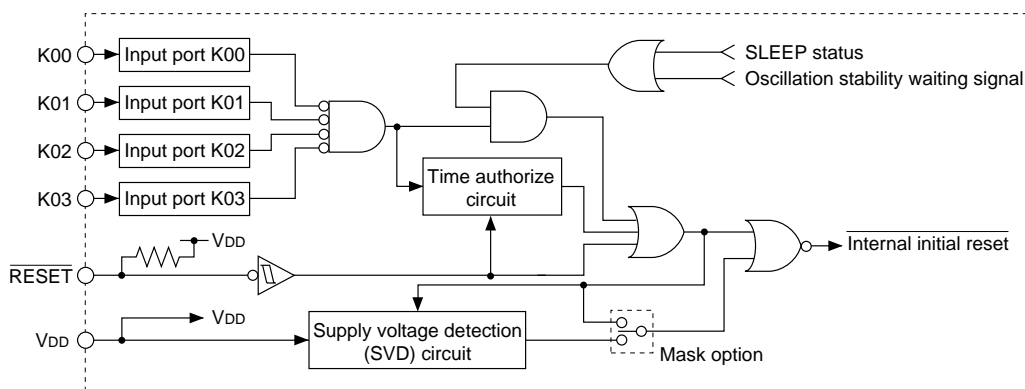 K00
Input port K00
K01
Input port K01
K02
Input port K02
K03
Input port K03
SLEEP status
Oscillation stability waiting signal
Time authorize
circuit
VDD
RESET
Internal initial reset
VDD
VDD
Supply voltage detection
(SVD) circuit
Mask option